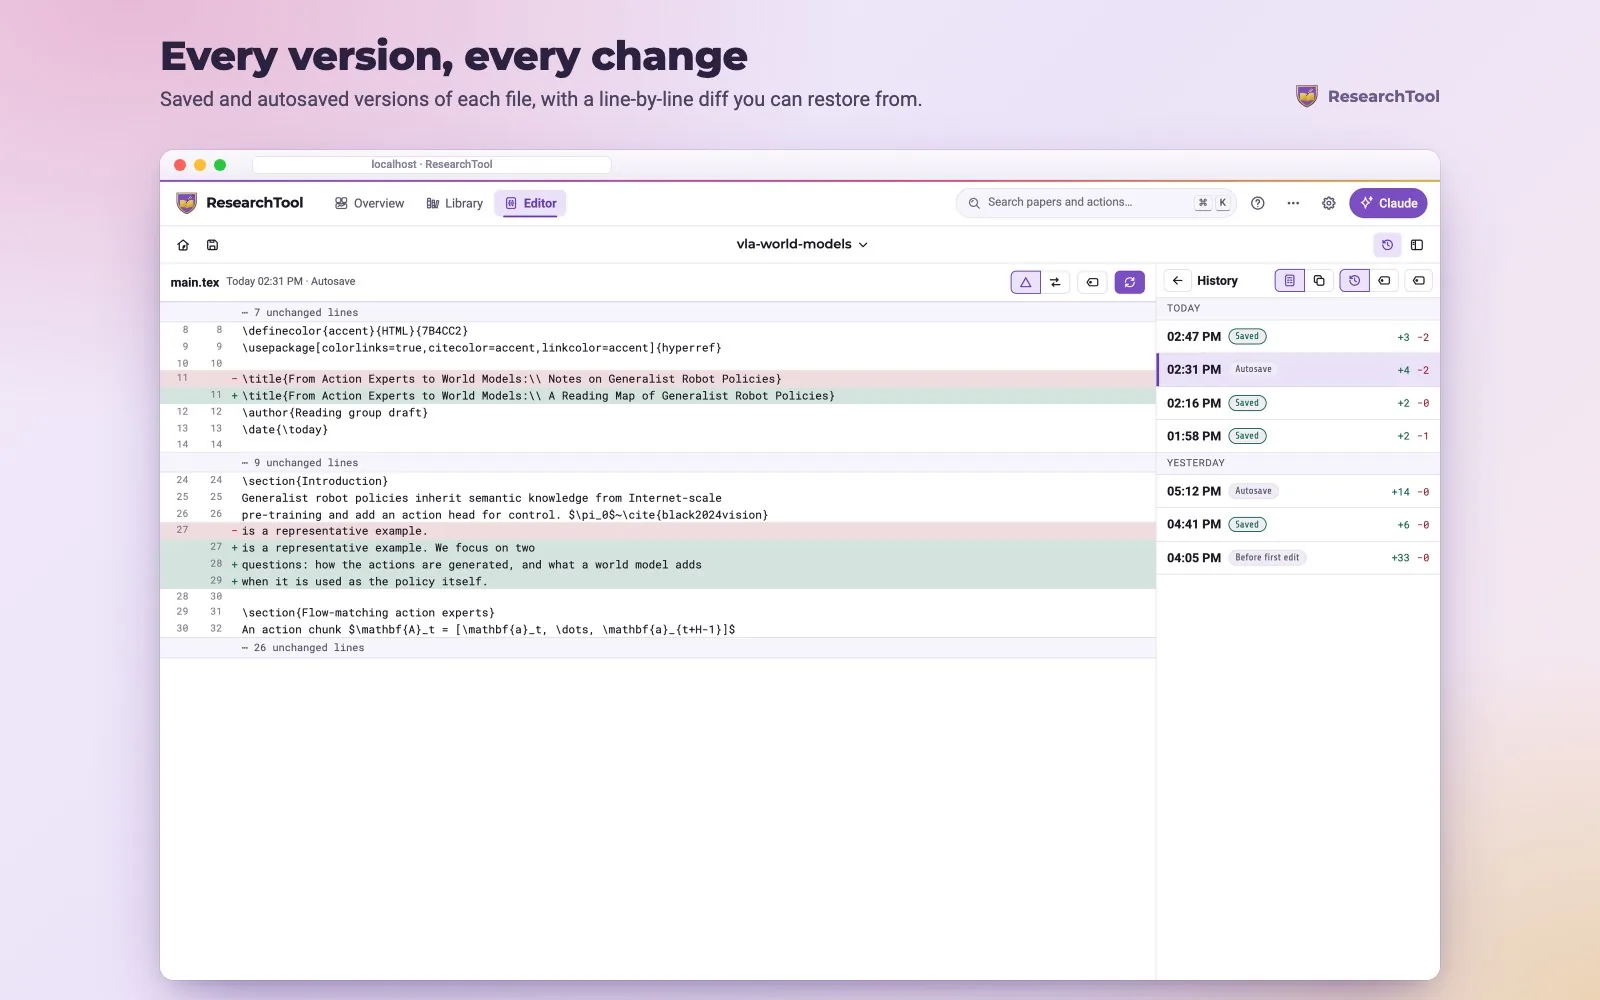 Every version, every change
Saved and autosaved versions of each file, with a line-by-line diff you can restore from.
ResearchTool
localhost · ResearchTool
ResearchTool
Overview
Library
Editor
Search papers and actions...
⌘ K
Claude
vla-world-models
main.tex Today 02:31 PM · Autosave
⋯ 7 unchanged lines
8 8 \definecolor{accent}{HTML}{7B4CC2}
9 9 \usepackage[colorlinks=true,citecolor=accent,linkcolor=accent]{hyperref}
10 10
11 - \title{From Action Experts to World Models:\\ Notes on Generalist Robot Policies}
11 + \title{From Action Experts to World Models:\\ A Reading Map of Generalist Robot Policies}
12 12 \author{Reading group draft}
13 13 \date{\today}
14 14
⋯ 9 unchanged lines
24 24 \section{Introduction}
25 25 Generalist robot policies inherit semantic knowledge from Internet-scale
26 26 pre-training and add an action head for control. $\pi_0$~\cite{black2024vision}
27 - is a representative example.
27 + is a representative example. We focus on two
28 + questions: how the actions are generated, and what a world model adds
29 + when it is used as the policy itself.
28 30
29 31 \section{Flow-matching action experts}
30 32 An action chunk $\mathbf{A}_t = [\mathbf{a}_t, \dots, \mathbf{a}_{t+H-1}]$
⋯ 26 unchanged lines
History
TODAY
02:47 PM Saved +3 -2
02:31 PM Autosave +4 -2
02:16 PM Saved +2 -0
01:58 PM Saved +2 -1
YESTERDAY
05:12 PM Autosave +14 -0
04:41 PM Saved +6 -0
04:05 PM Before first edit +33 -0